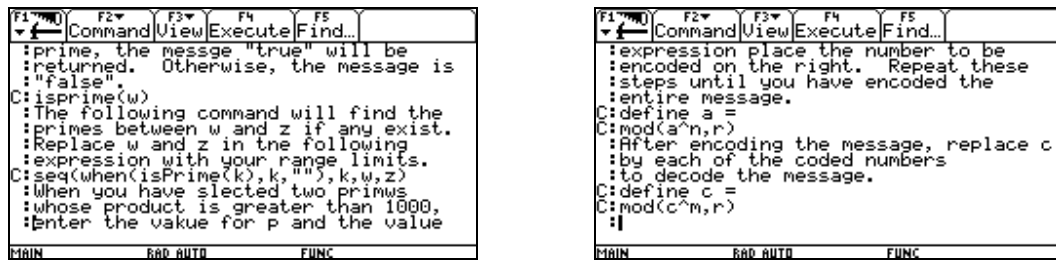 F1 F2 F3 F4 F5
Command View Execute Find...
:prime, the messge "true" will be
:returned.  Otherwise, the message is
:"false".
C:isprime(w)
:The following command will find the
:primes between w and z if any exist.
:Replace w and z in tne following
:expression with your range limits.
C:seq(when(isPrime(k),k,""),k,w,z)
:When you have slected two primws
:whose product is greater than 1000,
:enter the vakue for p and the value
MAIN RAD AUTO FUNC
F1 F2 F3 F4 F5
Command View Execute Find...
:expression place the number to be
:encoded on the right.  Repeat these
:steps until you have encoded the
:entire message.
C:define a =
C:mod(a^n,r)
:After encoding the message, replace c
:by each of the coded numbers
:to decode the message.
C:define c =
C:mod(c^m,r)
:
MAIN RAD AUTO FUNC